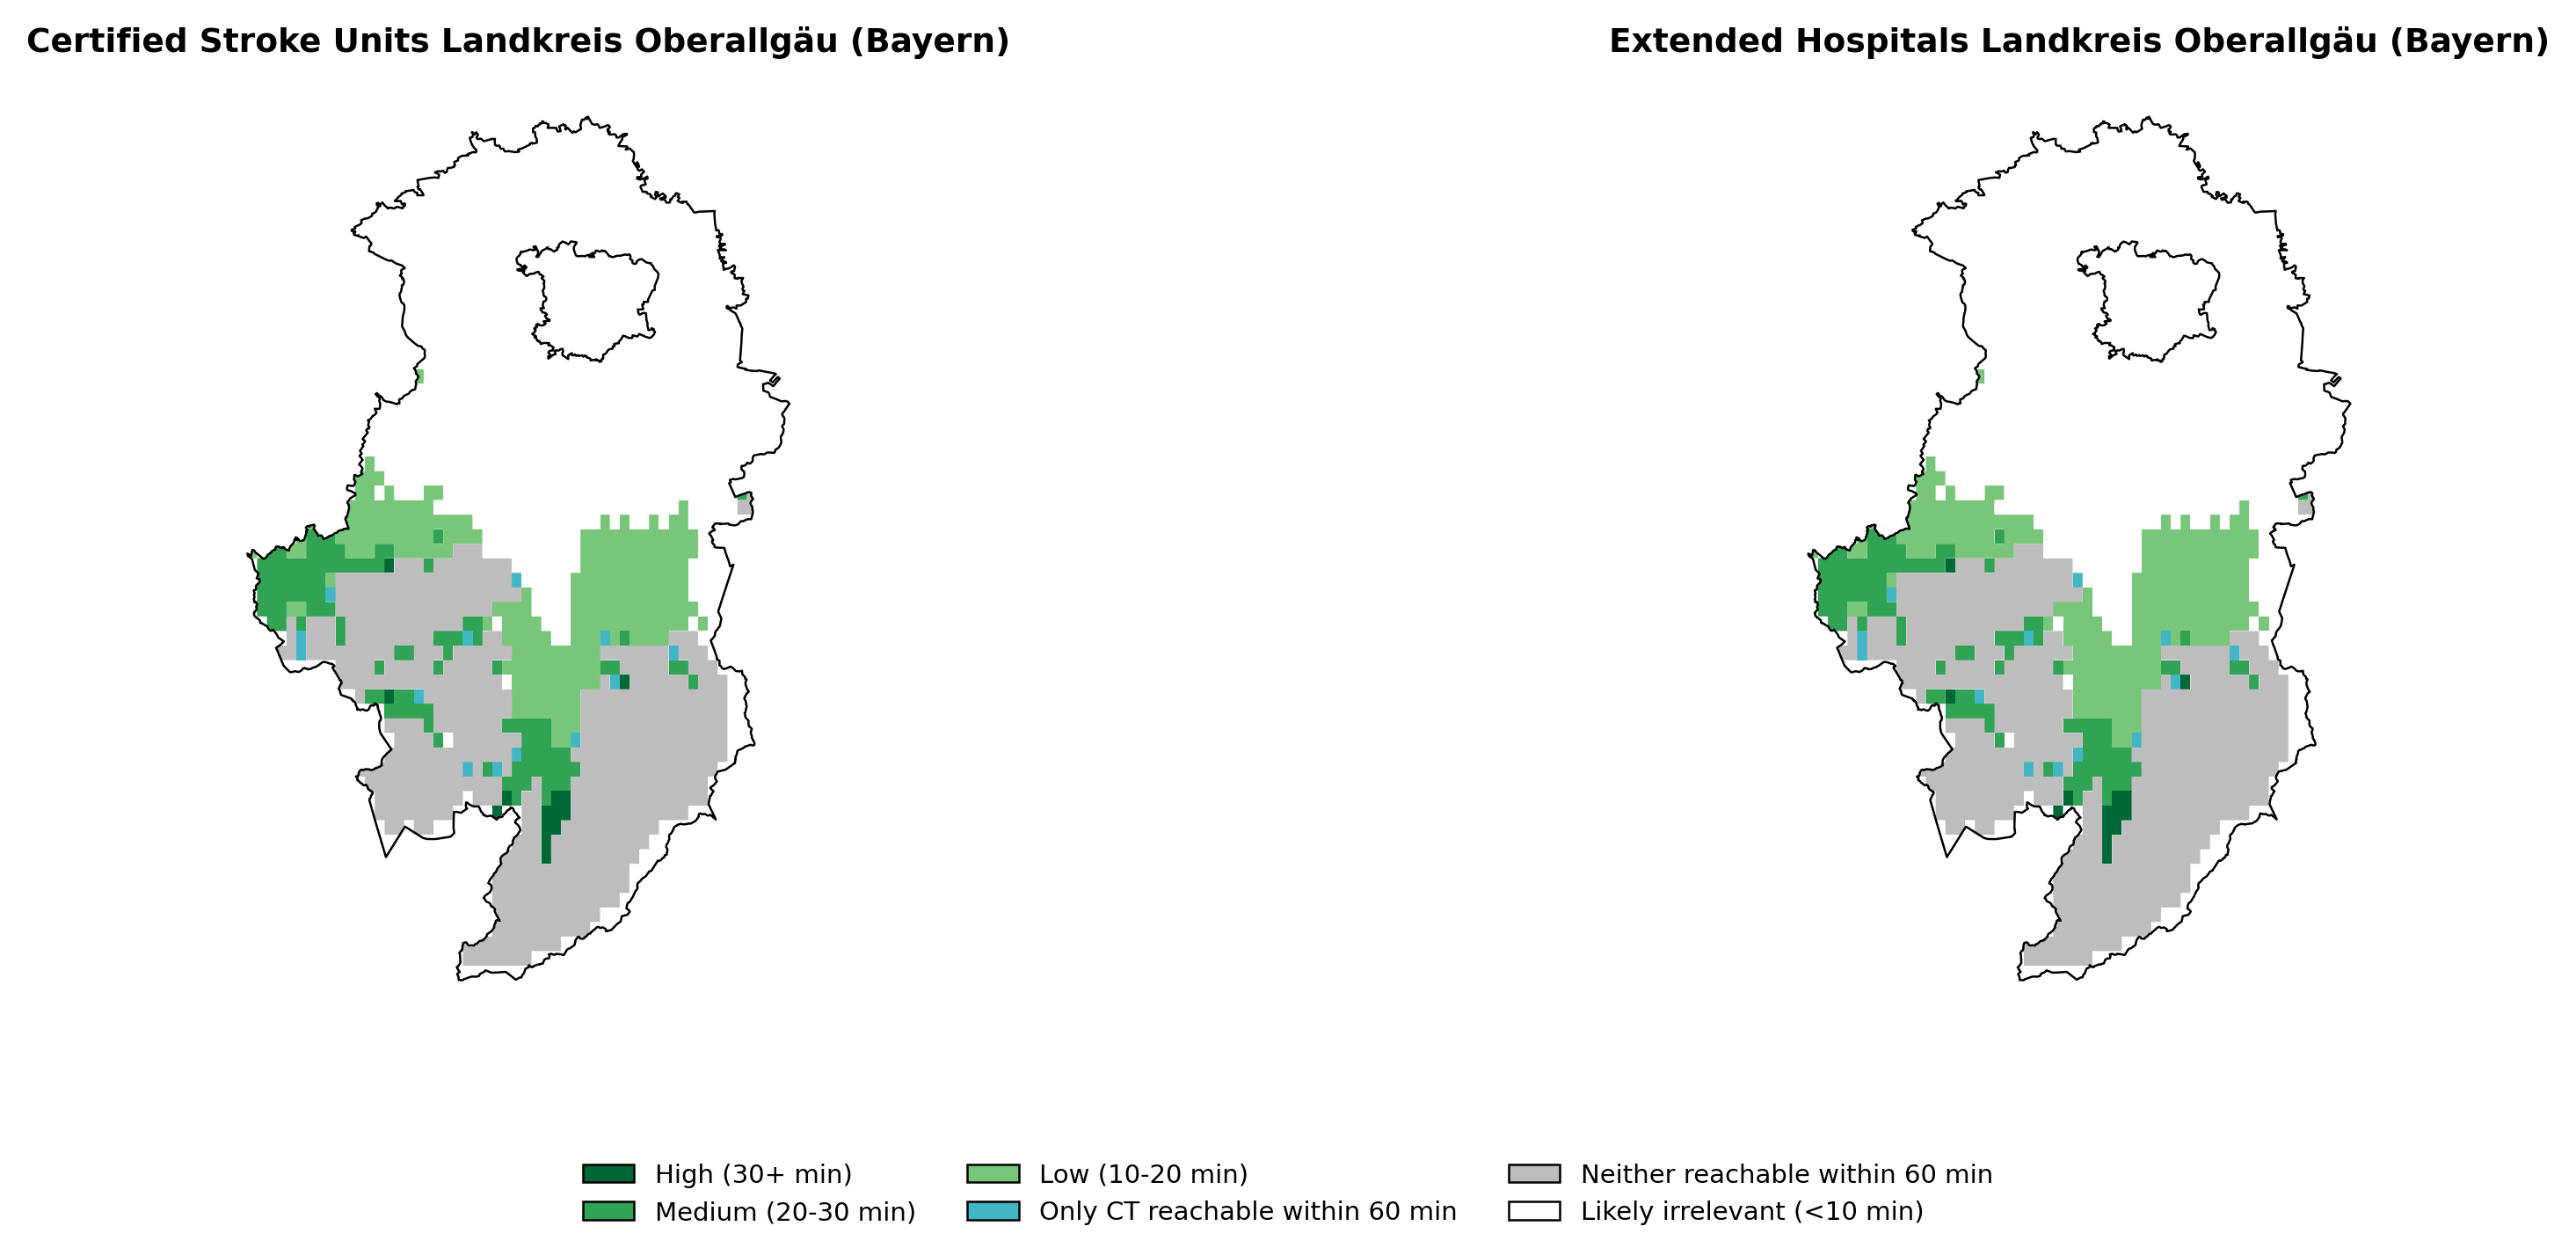 Certified Stroke Units Landkreis Oberallgäu (Bayern)
Extended Hospitals Landkreis Oberallgäu (Bayern)
High (30+ min)
Medium (20-30 min)
Low (10-20 min)
Only CT reachable within 60 min
Neither reachable within 60 min
Likely irrelevant (<10 min)